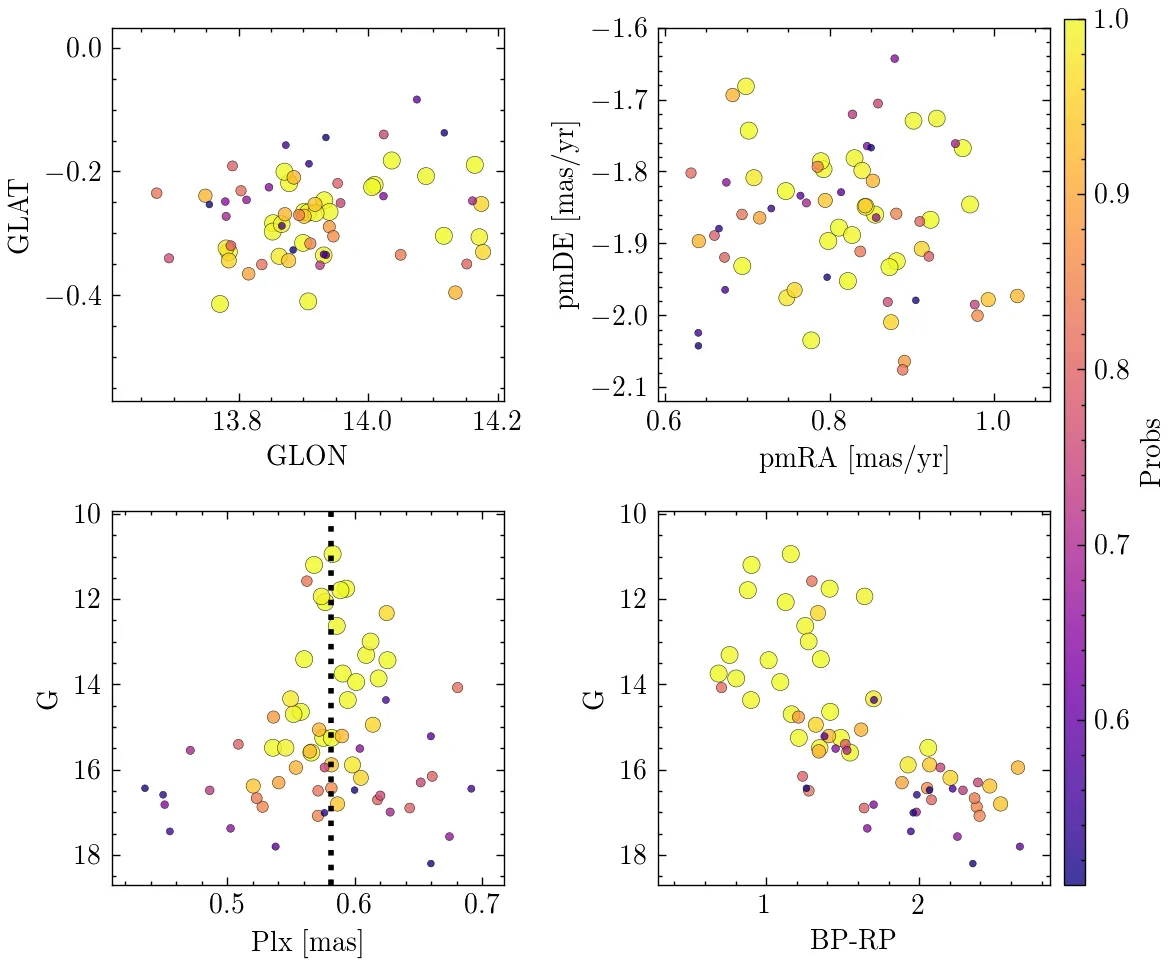 0.0
−0.2
−0.4
GLAT
13.8 14.0 14.2
GLON
−1.6
−1.7
−1.8
−1.9
−2.0
−2.1
pmDE [mas/yr]
0.6 0.8 1.0
pmRA [mas/yr]
10
12
14
16
18
G
0.5 0.6 0.7
Plx [mas]
10
12
14
16
18
G
1 2
BP-RP
1.0
0.9
0.8
0.7
0.6
Probs